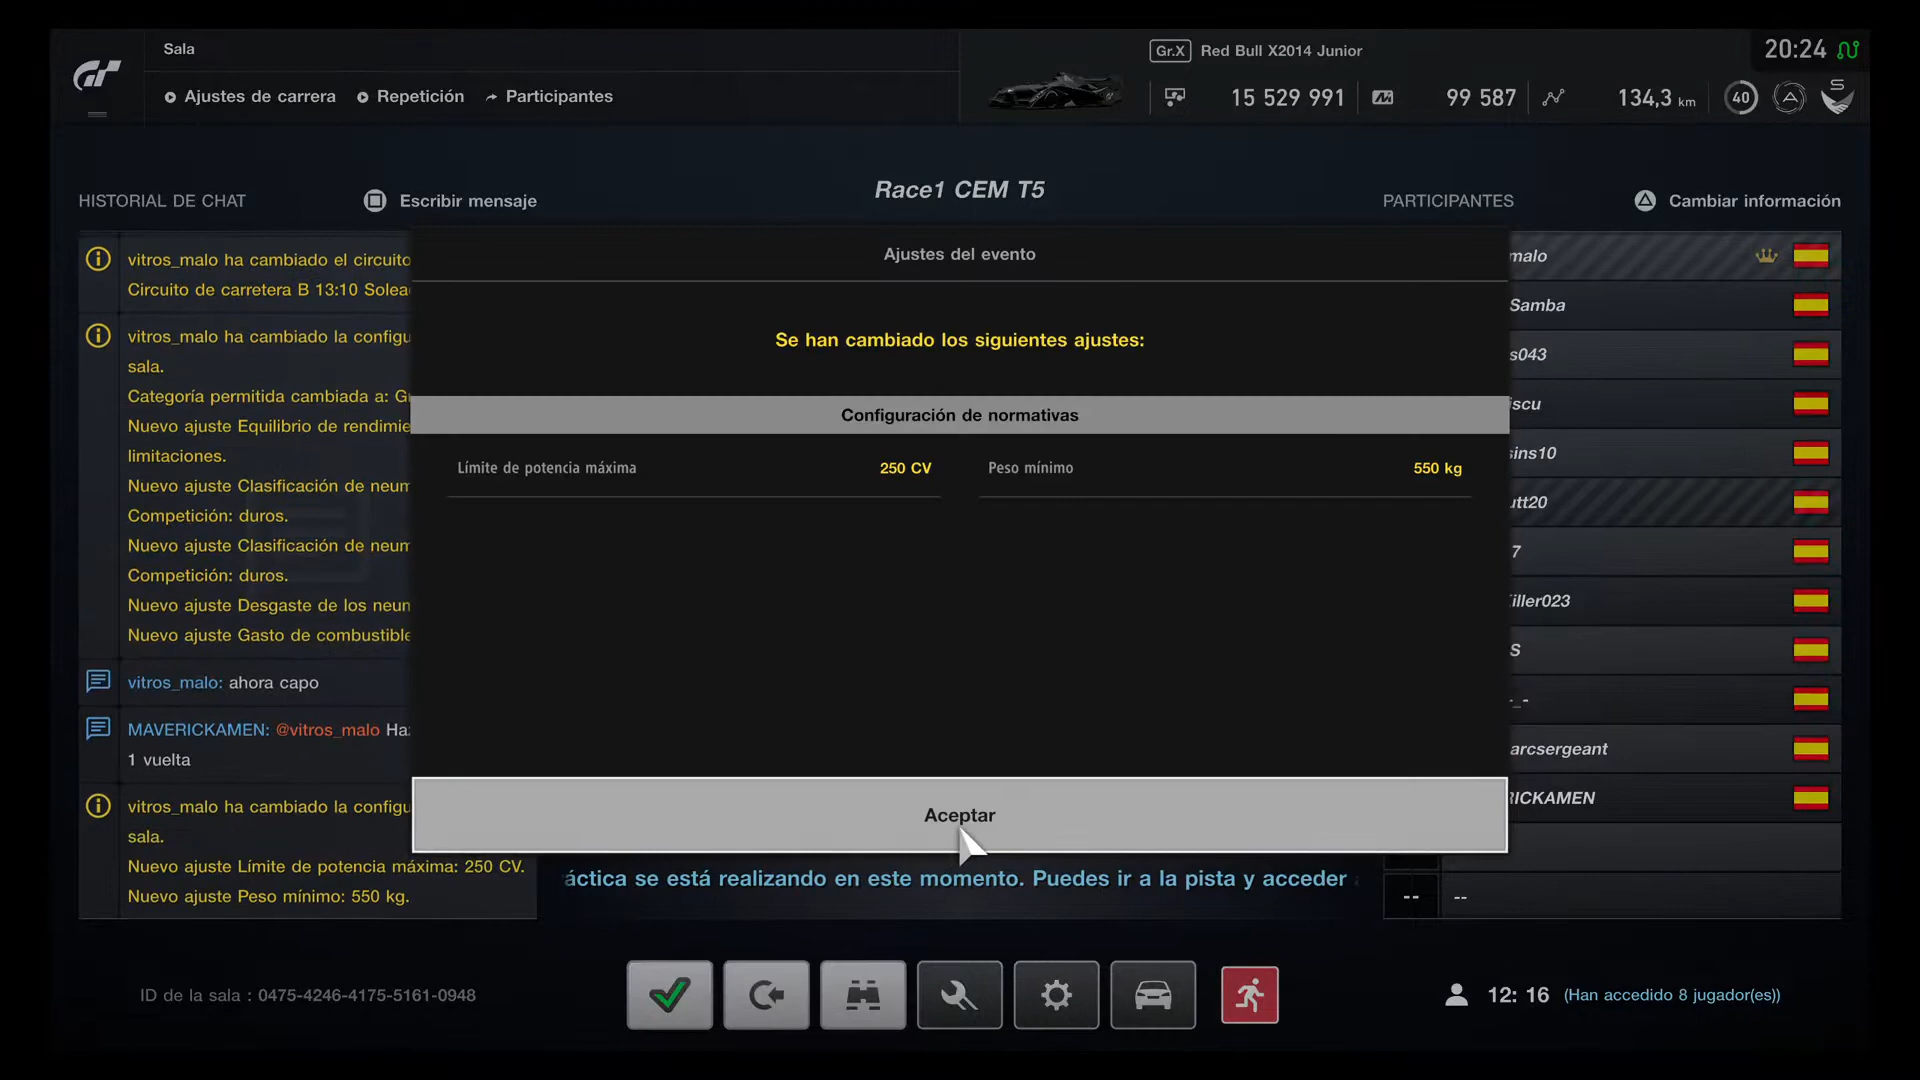 Sala
Ajustes de carrera
Repetición
Participantes
Gr.X Red Bull X2014 Junior
15 529 991
99 587
134,3 km
40
A
S
20:24
HISTORIAL DE CHAT
Escribir mensaje
Race1 CEM T5
PARTICIPANTES
Cambiar información
vitros_malo ha cambiado el circuito
Circuito de carretera B 13:10 Solea
vitros_malo ha cambiado la configu
sala.
Categoría permitida cambiada a: G
Nuevo ajuste Equilibrio de rendimie
limitaciones.
Nuevo ajuste Clasificación de neum
Competición: duros.
Nuevo ajuste Clasificación de neum
Competición: duros.
Nuevo ajuste Desgaste de los neum
Nuevo ajuste Gasto de combustible
vitros_malo: ahora capo
MAVERICKAMEN: @vitros_malo Haz
1 vuelta
vitros_malo ha cambiado la configu
sala.
Nuevo ajuste Límite de potencia máxima: 250 CV.
Nuevo ajuste Peso mínimo: 550 kg.
Ajustes del evento
Se han cambiado los siguientes ajustes:
Configuración de normativas
Límite de potencia máxima 250 CV
Peso mínimo 550 kg
Aceptar
áctica se está realizando en este momento. Puedes ir a la pista y acceder
malo
Samba
s043
iscu
sins10
utt20
7
iller023
S
-_-
arcsergeant
RICKAMEN
-- --
ID de la sala : 0475-4246-4175-5161-0948
12: 16 (Han accedido 8 jugador(es))